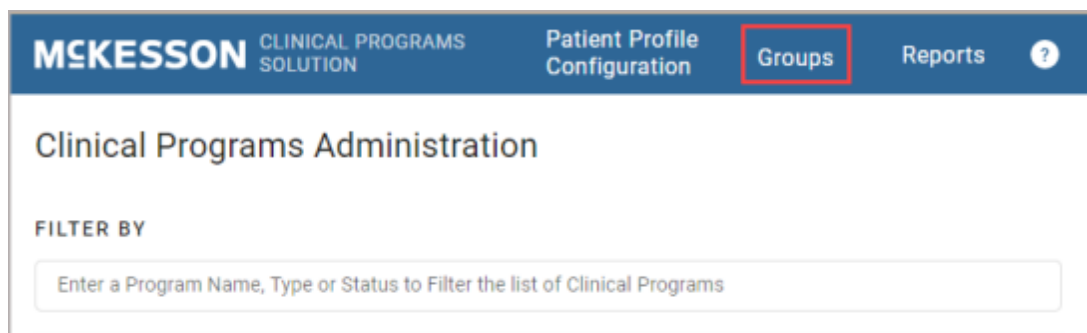 MCKESSON CLINICAL PROGRAMS
SOLUTION
Patient Profile
Configuration
Groups
Reports
?
Clinical Programs Administration
FILTER BY
Enter a Program Name, Type or Status to Filter the list of Clinical Programs